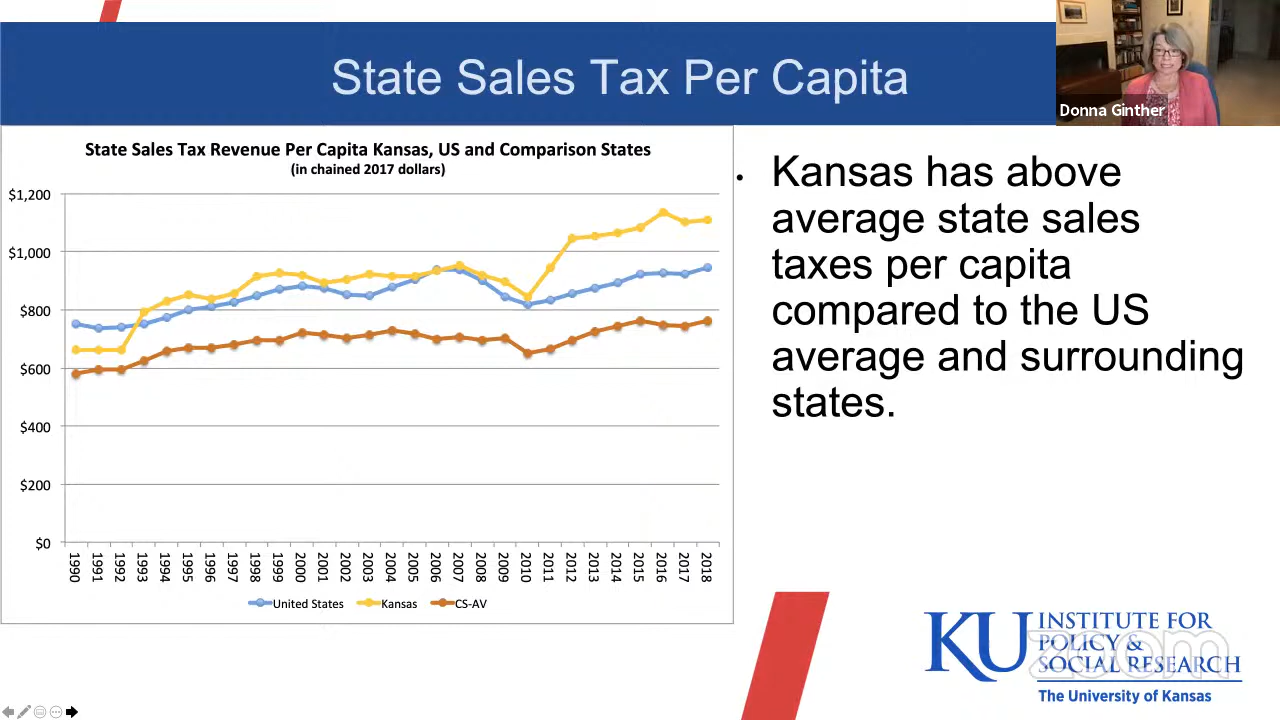 State Sales Tax Per Capita
Donna Ginther
State Sales Tax Revenue Per Capita Kansas, US and Comparison States
(in chained 2017 dollars)
$1,200
$1,000
$800
$600
$400
$200
$0
1990 1991 1992 1993 1994 1995 1996 1997 1998 1999 2000 2001 2002 2003 2004 2005 2006 2007 2008 2009 2010 2011 2012 2013 2014 2015 2016 2017 2018
United States Kansas CS-AV
• Kansas has above
average state sales
taxes per capita
compared to the US
average and surrounding
states.
KU INSTITUTE FOR
POLICY &
SOCIAL RESEARCH
The University of Kansas
zoom